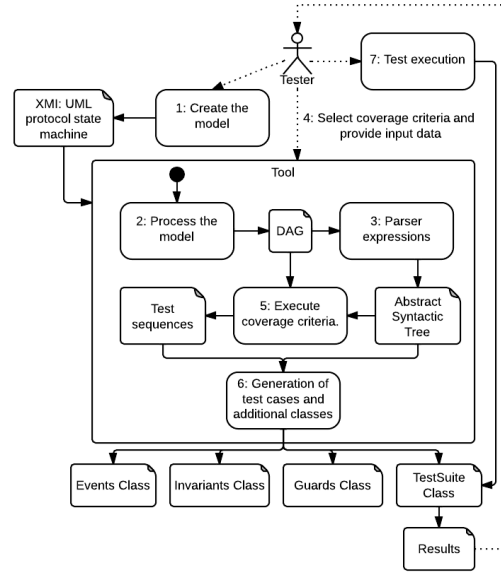 7: Test execution
Tester
XMI: UML
protocol state
machine
1: Create the
model
4: Select coverage criteria and
provide input data
Tool
2: Process the
model
DAG
3: Parser
expressions
Test
sequences
5: Execute
coverage criteria.
Abstract
Syntactic
Tree
6: Generation of
test cases and
additional classes
Events Class
Invariants Class
Guards Class
TestSuite
Class
Results